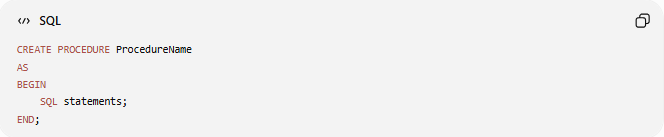 SQL
CREATE PROCEDURE ProcedureName
AS
BEGIN
    SQL statements;
END;